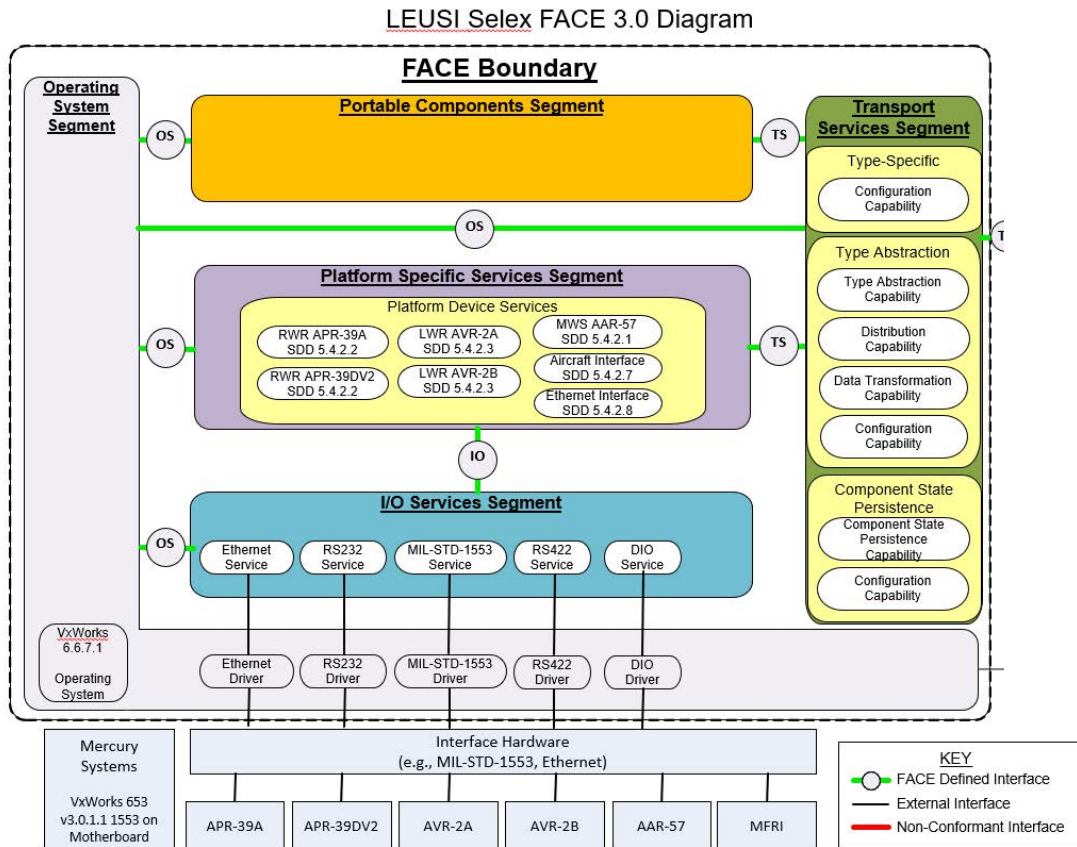 LEUSI Selex FACE 3.0 Diagram
FACE Boundary
Operating
System
Segment
Portable Components Segment
Transport
Services Segment
OS
TS
Type-Specific
Configuration
Capability
OS
Type Abstraction
Type Abstraction
Capability
Distribution
Capability
Data Transformation
Capability
Configuration
Capability
Platform Specific Services Segment
Platform Device Services
RWR APR-39A
SDD 5.4.2.2
LWR AVR-2A
SDD 5.4.2.3
MWS AAR-57
SDD 5.4.2.1
RWR APR-39DV2
SDD 5.4.2.2
LWR AVR-2B
SDD 5.4.2.3
Aircraft Interface
SDD 5.4.2.7
Ethernet Interface
SDD 5.4.2.8
OS
TS
IO
Component State
Persistence
Component State
Persistence
Capability
Configuration
Capability
I/O Services Segment
OS
Ethernet
Service
RS232
Service
MIL-STD-1553
Service
RS422
Service
DIO
Service
VxWorks
6.6.7.1
Operating
System
Ethernet
Driver
RS232
Driver
MIL-STD-1553
Driver
RS422
Driver
DIO
Driver
Mercury
Systems
VxWorks 653
v3.0.1.1 1553 on
Motherboard
Interface Hardware
(e.g., MIL-STD-1553, Ethernet)
APR-39A
APR-39DV2
AVR-2A
AVR-2B
AAR-57
MFRI
KEY
FACE Defined Interface
External Interface
Non-Conformant Interface